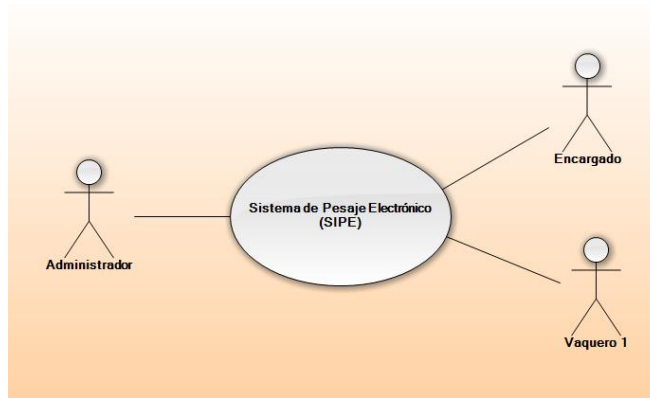 Encargado
Sistema de Pesaje Electrónico
(SIPE)
Administrador
Vaquero 1